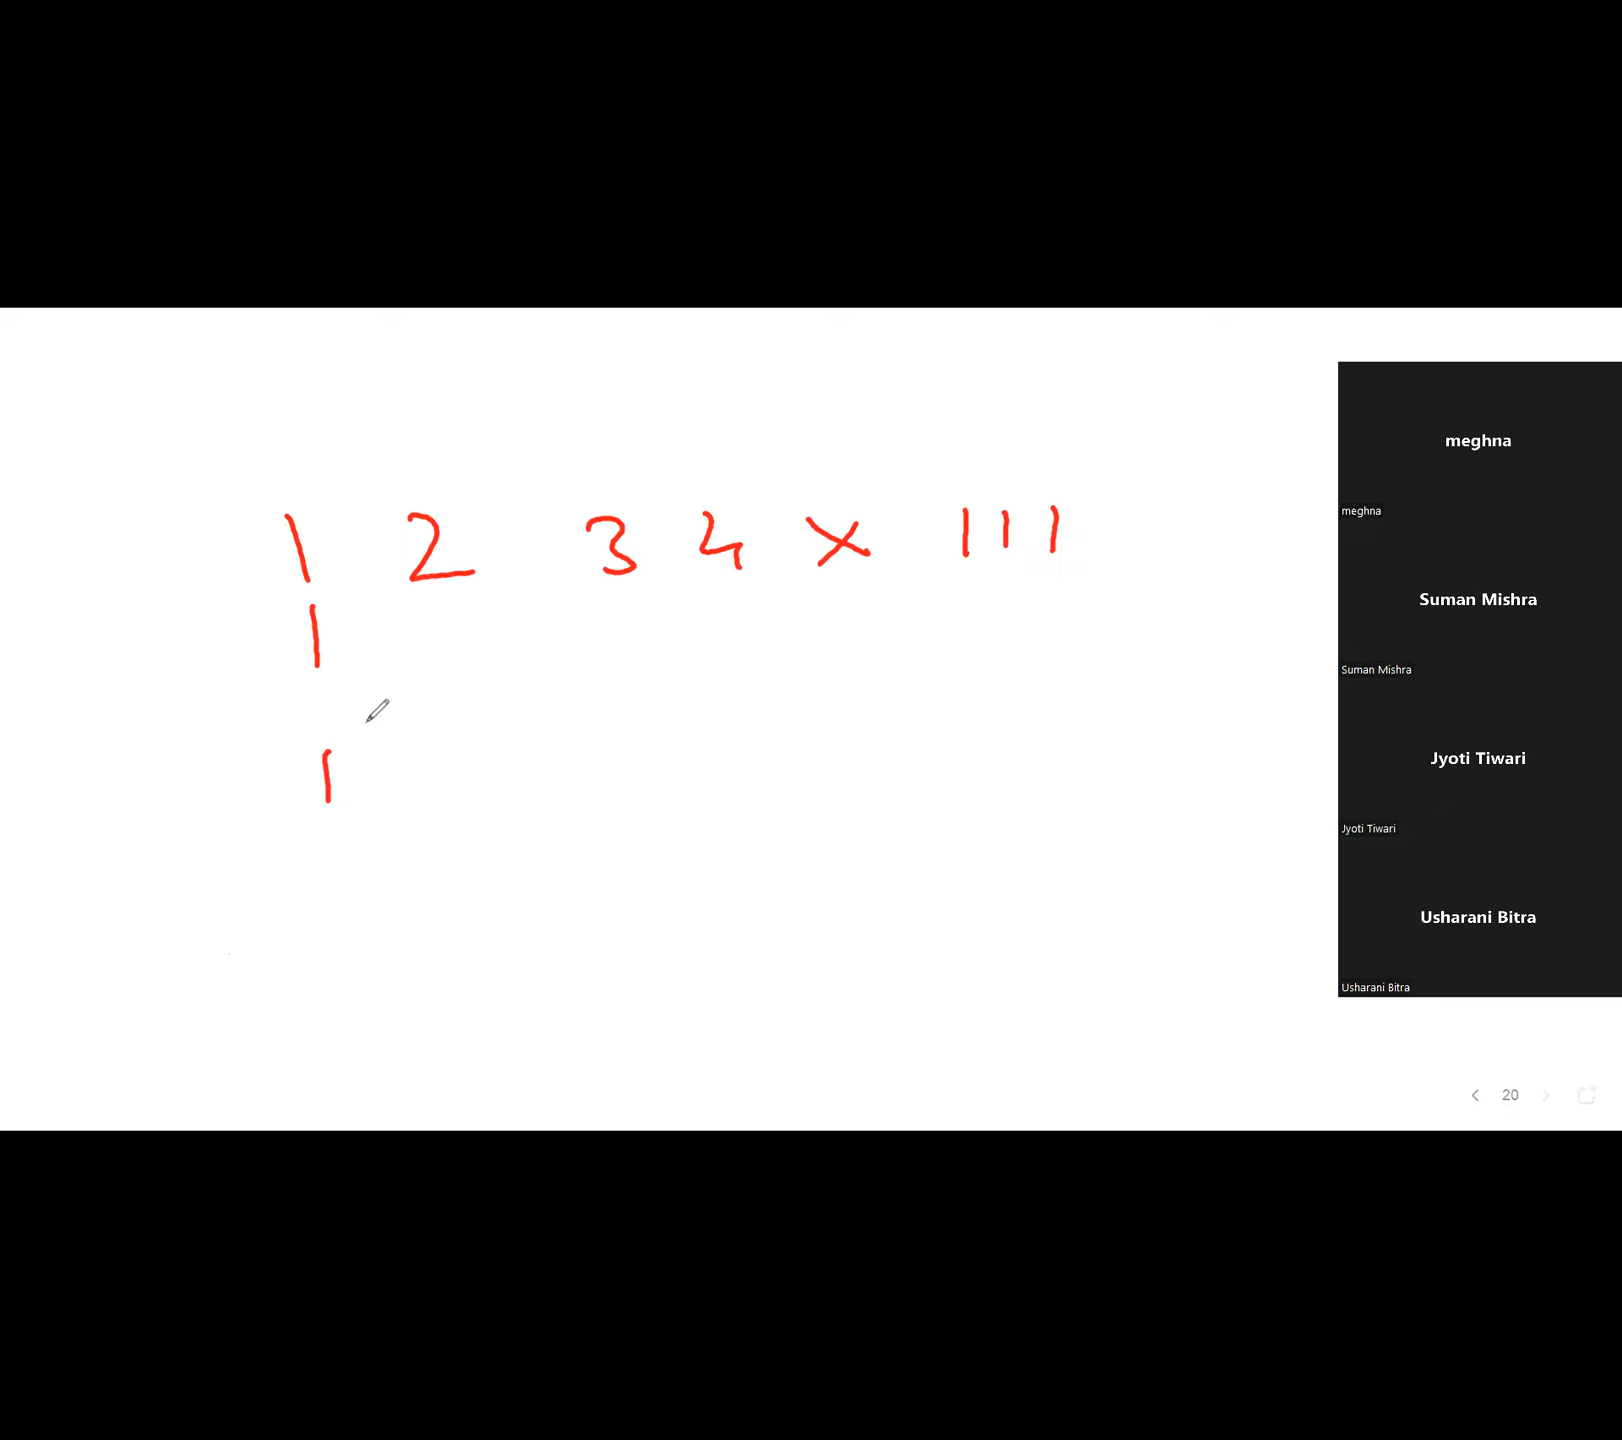 1 2 3 4 x 111
1
1
meghna
meghna
Suman Mishra
Suman Mishra
Jyoti Tiwari
Jyoti Tiwari
Usharani Bitra
Usharani Bitra
20